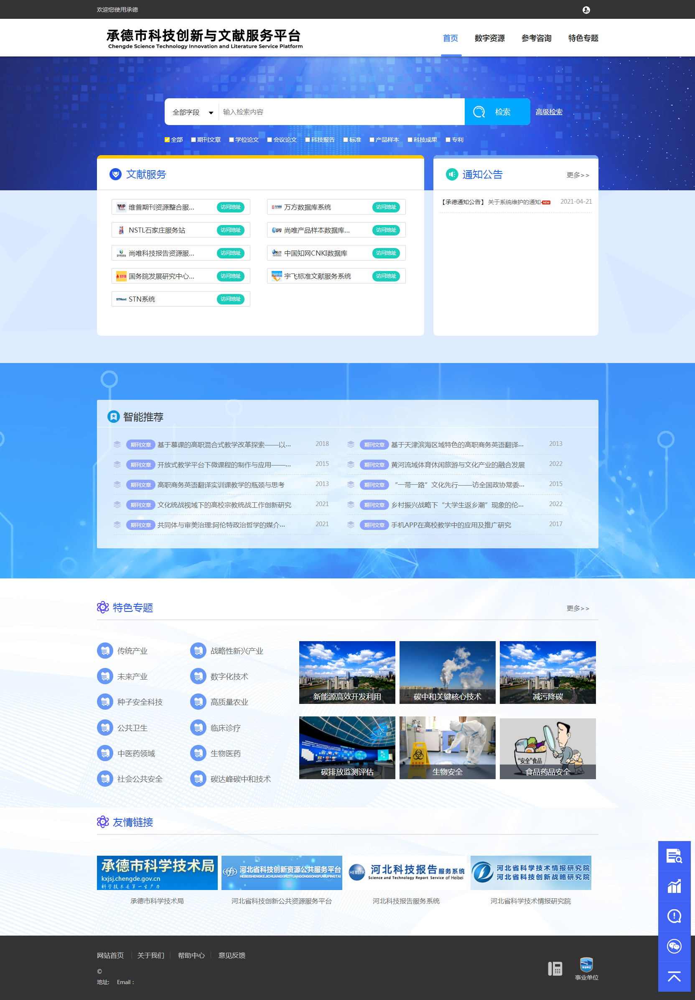 欢迎您使用承德
承德市科技创新与文献服务平台
Chengde Science Technology Innovation and Literature Service Platform
首页 数字资源 参考咨询 特色专题
全部字段 输入检索内容 检索 高级检索
全部 期刊文章 学位论文 会议论文 科技报告 标准 产品样本 科技成果 专利
文献服务
维普期刊资源整合服... 访问地址 万方数据库系统 访问地址
NSTL石家庄服务站 访问地址 尚唯产品样本数据库... 访问地址
尚唯科技报告资源服... 访问地址 中国知网CNKI数据库 访问地址
国务院发展研究中心... 访问地址 宇飞标准文献服务系统 访问地址
STNext STN系统 访问地址
通知公告 更多>>
【承德通知公告】 关于系统维护的通知 NEW 2021-04-21
智能推荐
期刊文章 基于慕课的高职混合式教学改革探索——以... 2018
期刊文章 基于天津滨海区域特色的高职商务英语翻译... 2013
期刊文章 开放式教学平台下微课程的制作与应用——... 2015
期刊文章 黄河流域体育休闲旅游与文化产业的融合发展 2022
期刊文章 高职商务英语翻译实训课教学的瓶颈与思考 2013
期刊文章 “一带一路”文化先行——访全国政协常委... 2015
期刊文章 文化统战视域下的高校宗教统战工作创新研究 2021
期刊文章 乡村振兴战略下“大学生返乡潮”现象的伦... 2022
期刊文章 共同体与审美治理:阿伦特政治哲学的媒介... 2021
期刊文章 手机APP在高校教学中的应用及推广研究 2017
特色专题 更多>>
传统产业 战略性新兴产业
未来产业 数字化技术
种子安全科技 高质量农业
公共卫生 临床诊疗
中医药领域 生物医药
社会公共安全 碳达峰碳中和技术
新能源高效开发利用 碳中和关键核心技术 减污降碳
“安全”食品
碳排放监测评估 生物安全 食品药品安全
友情链接
承德市科学技术局
kxjsj.chengde.gov.cn
科学技术是第一生产力
河北省科技创新资源公共服务平台
HEBEISHENGKEJICHUANGXINZIYUANGONGGONGFUWUPINGTAI
HEBSTR
河北科技报告服务系统
Science and Technology Report Service of Heibei
河北省科学技术情报研究院
河北省科技创新战略研究院
承德市科学技术局 河北省科技创新公共资源服务平台 河北科技报告服务系统 河北省科学技术情报研究院
网站首页 关于我们 帮助中心 意见反馈
©
地址: Email :
事业单位